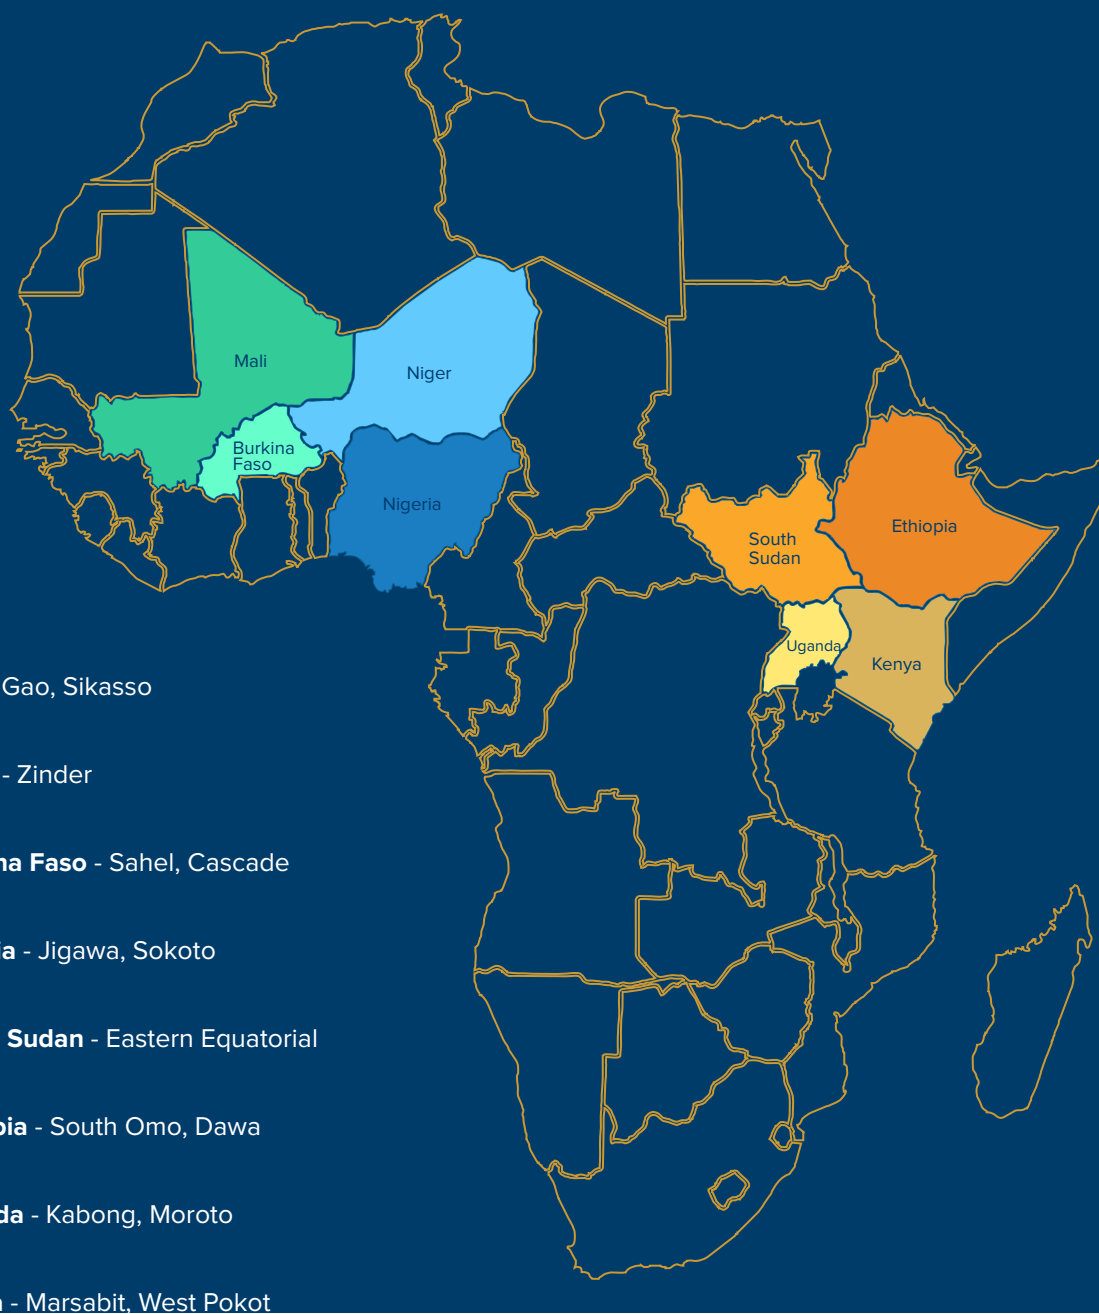 Mali
Niger
Burkina
Faso
Nigeria
South
Sudan
Ethiopia
Uganda
Kenya
Gao, Sikasso
- Zinder
na Faso - Sahel, Cascade
ia - Jigawa, Sokoto
Sudan - Eastern Equatorial
pia - South Omo, Dawa
da - Kabong, Moroto
- Marsabit, West Pokot